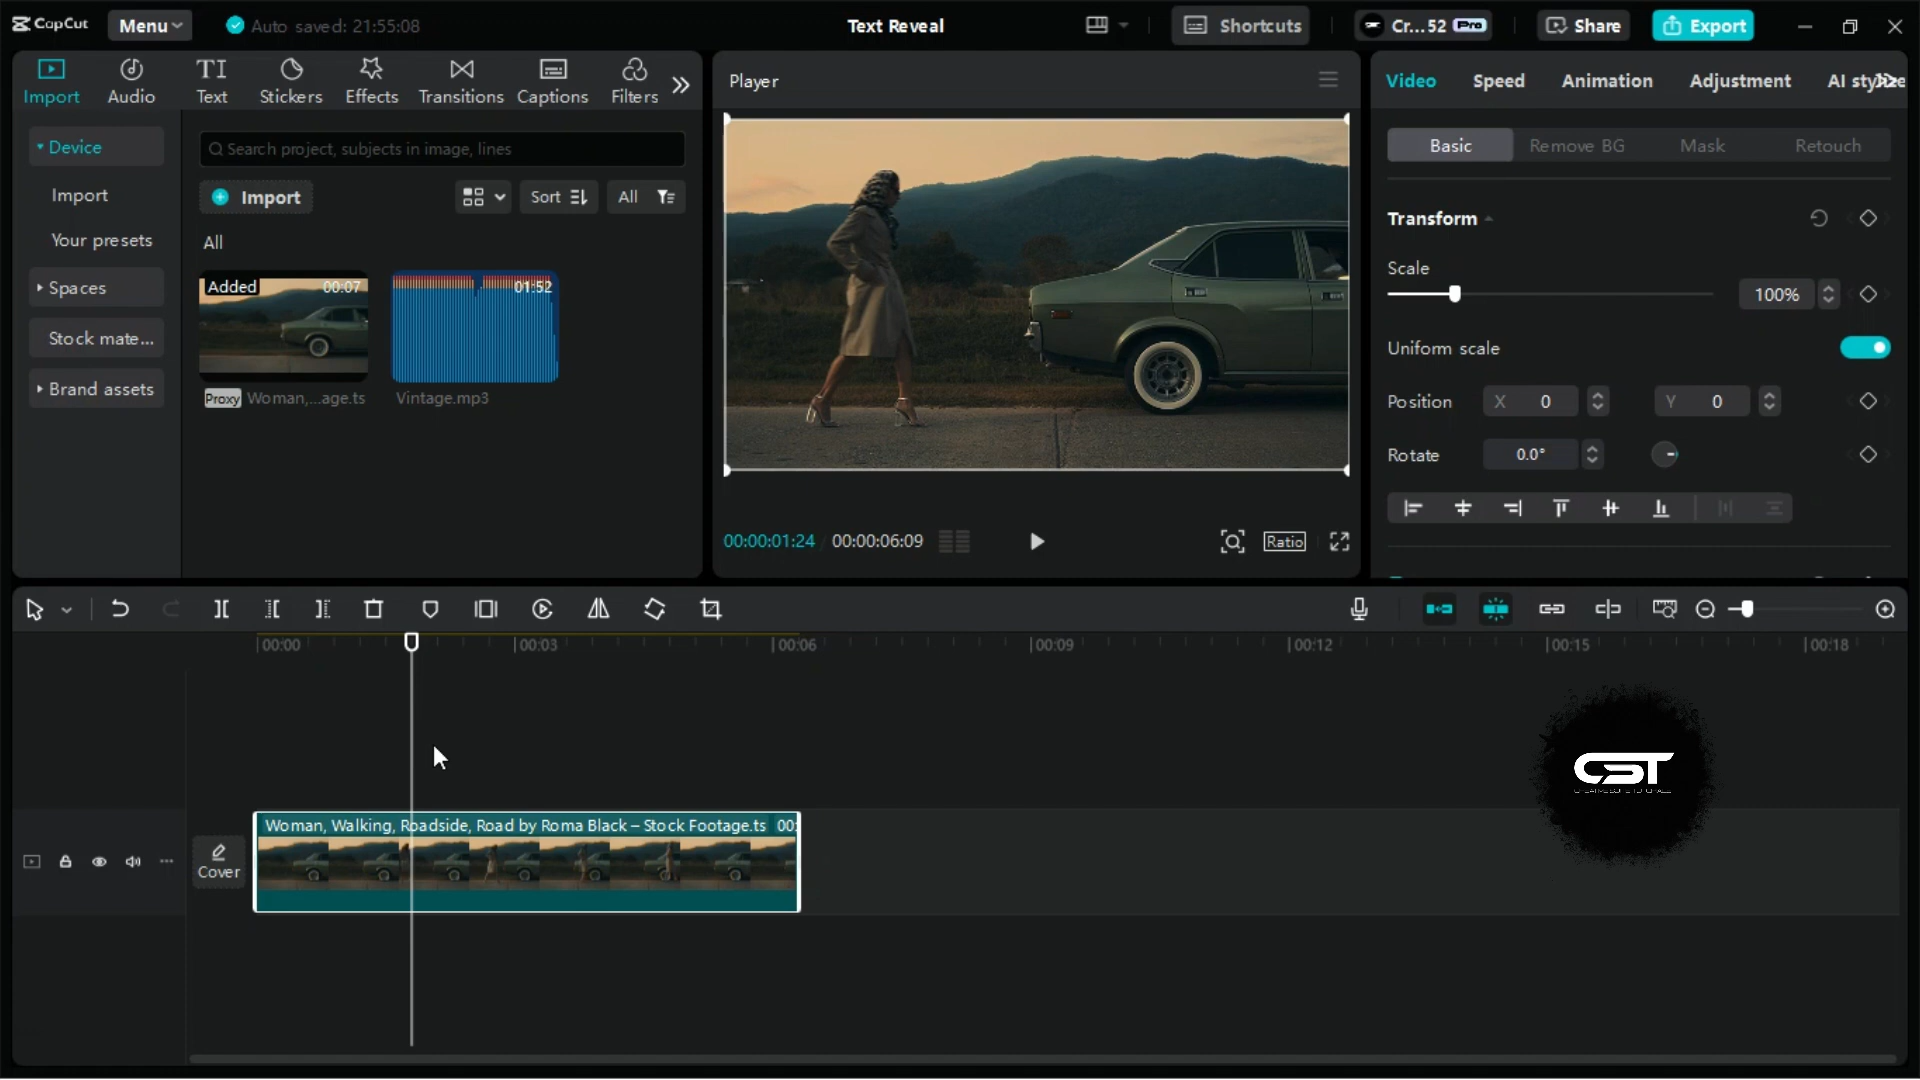 CapCut
Menu
Auto saved: 21:55:08
Text Reveal
Shortcuts
Cr...52 Pro
Share
Export
Import
Audio
Text
Stickers
Effects
Transitions
Captions
Filters
Device
Import
Your presets
Spaces
Stock mate...
Brand assets
Search project, subjects in image, lines
Import
Sort
All
All
Added 00:07
01:52
Proxy Woman,...age.ts
Vintage.mp3
Player
00:00:01:24 00:00:06:09
Ratio
Video
Speed
Animation
Adjustment
Basic
Remove BG
Mask
Retouch
Transform
Scale
100%
Uniform scale
Position X 0 Y 0
Rotate 0.0°
00:00 00:03 00:06 00:09 00:12 00:15 00:18
Cover
Woman, Walking, Roadside, Road by Roma Black – Stock Footage.ts 00:
CST